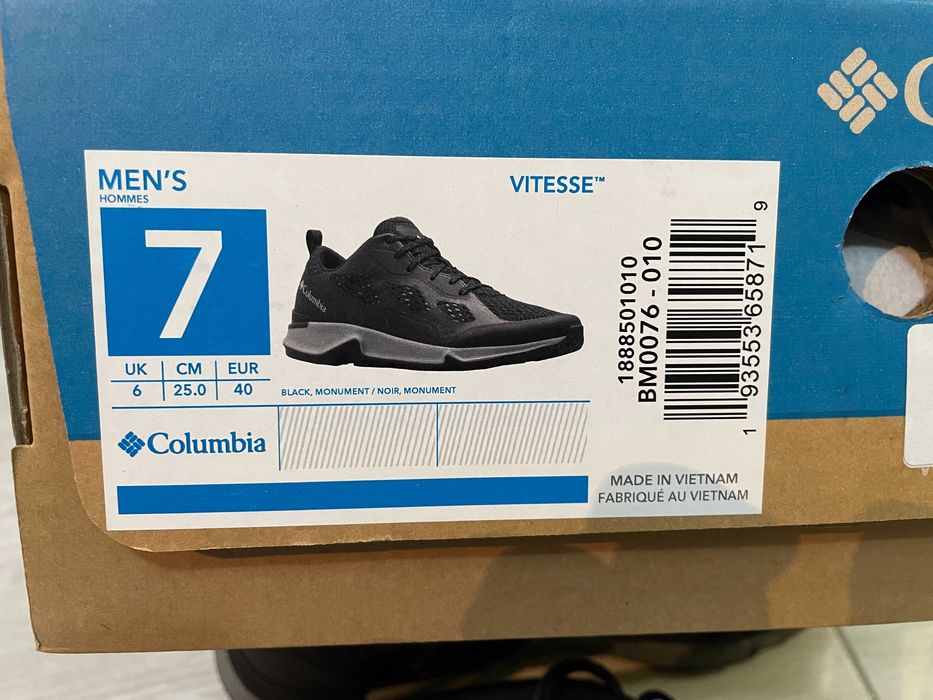 MEN'S
HOMMES
VITESSE™
7
UK CM EUR
6 25.0 40
Columbia
BLACK, MONUMENT / NOIR, MONUMENT
1888501010
BM0076 - 010
1 93553 65871 9
Columbia
MADE IN VIETNAM
FABRIQUÉ AU VIETNAM